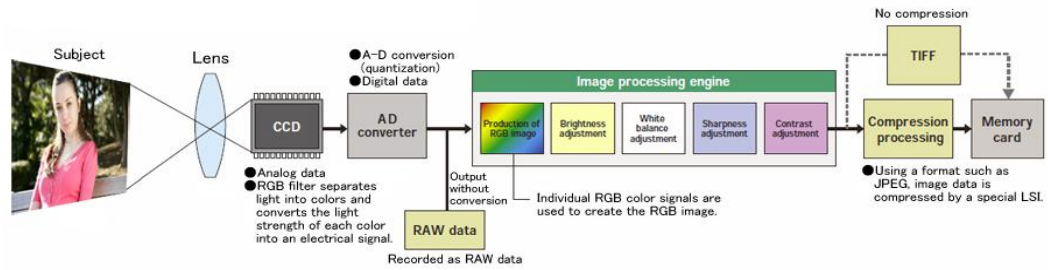 Subject
Lens
CCD
●Analog data
●RGB filter separates
light into colors and
converts the light
strength of each color
into an electrical signal.
●A-D conversion
(quantization)
●Digital data
AD
converter
Output
without
conversion
RAW data
Recorded as RAW data
Image processing engine
Production of
RGB image
Brightness
adjustment
White
balance
adjustment
Sharpness
adjustment
Contrast
adjustment
Individual RGB color signals are
used to create the RGB image.
No compression
TIFF
Compression
processing
●Using a format such as
JPEG, image data is
compressed by a special LSI.
Memory
card